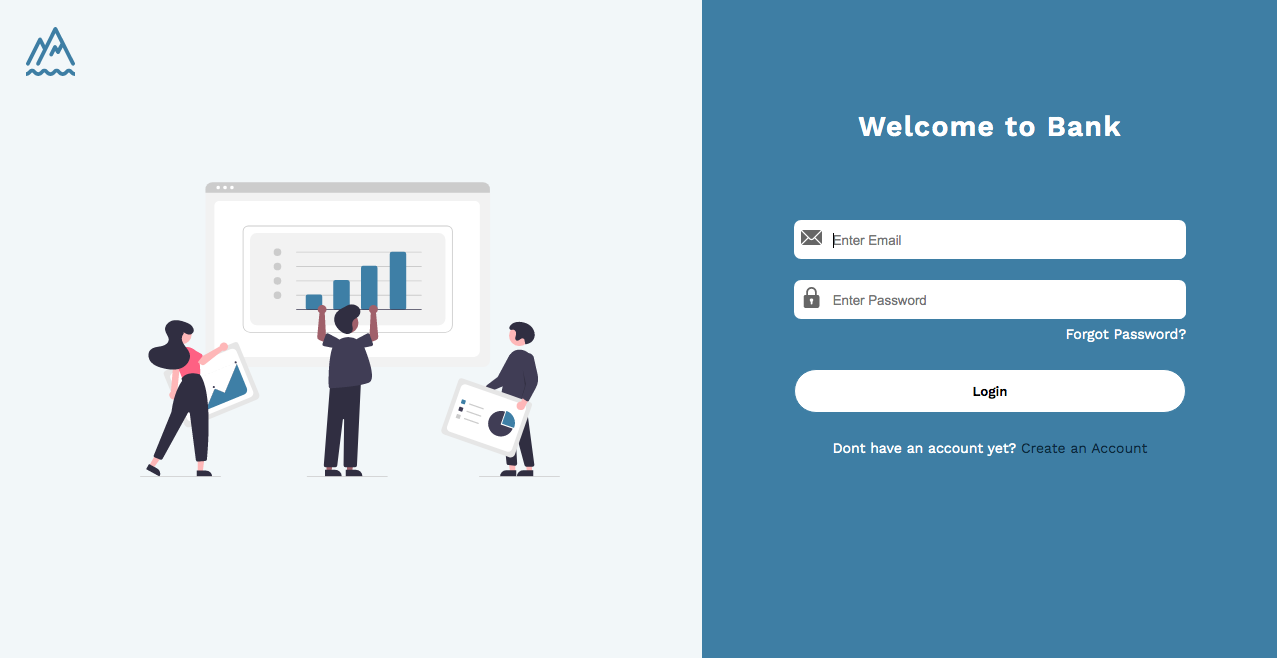 Welcome to Bank
Enter Email
Enter Password
Forgot Password?
Login
Dont have an account yet? Create an Account